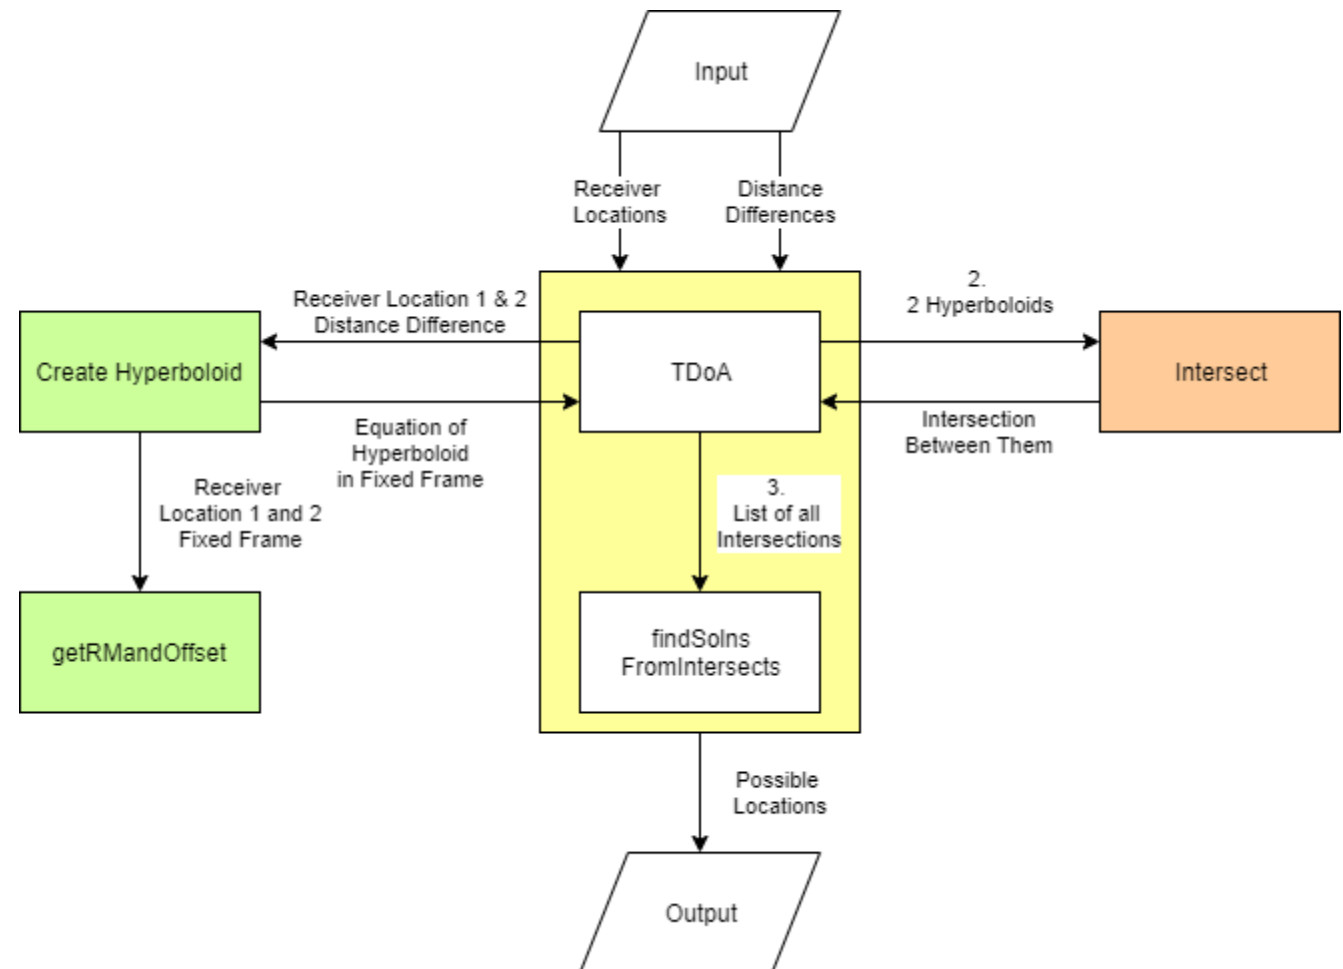 Input
Receiver
Locations
Distance
Differences
Receiver Location 1 & 2
Distance Difference
2.
2 Hyperboloids
Create Hyperboloid
TDoA
Intersect
Equation of
Hyperboloid
in Fixed Frame
Intersection
Between Them
Receiver
Location 1 and 2
Fixed Frame
3.
List of all
Intersections
getRMandOffset
findSolns
FromIntersects
Possible
Locations
Output